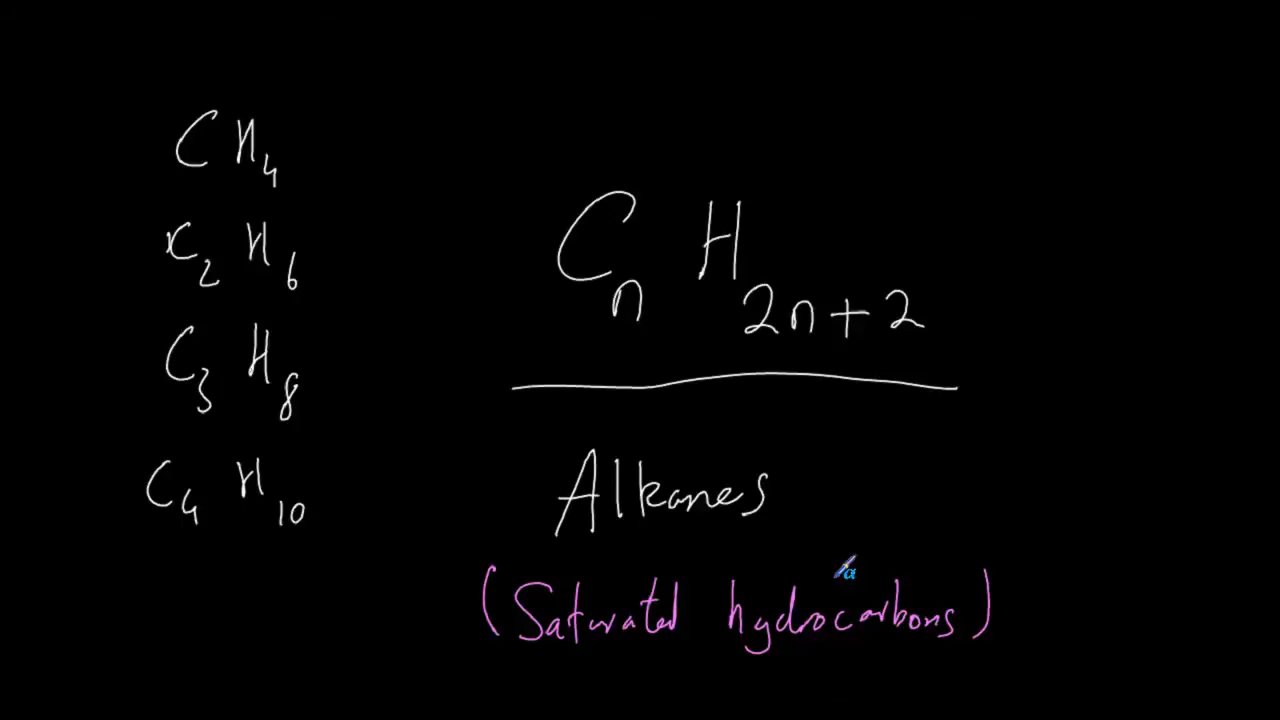 CH₄
C₂H₆
C₃H₈
C₄H₁₀
CₙH₂ₙ₊₂
Alkanes
(Saturated hydrocarbons)